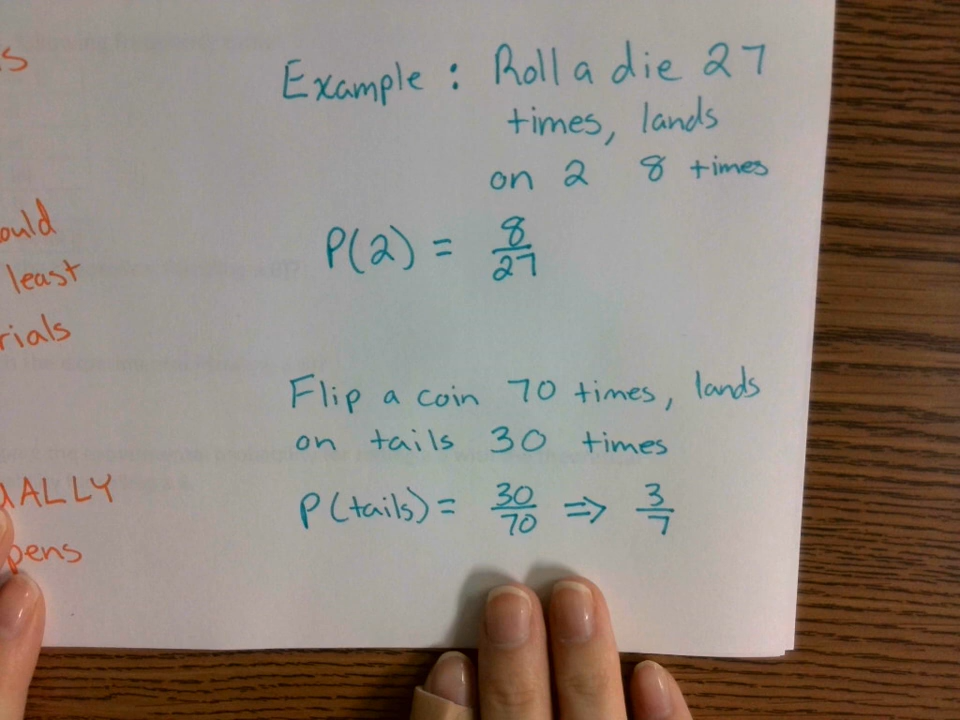 s
Example: Roll a die 27
times, lands
on 2 8 times
ould
least
rials
P(2) = 8/27
Flip a coin 70 times, lands
on tails 30 times
UALLY
pens
P(tails) = 30/70 => 3/7